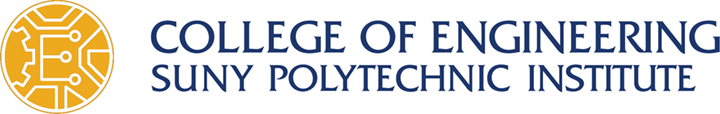 COLLEGE OF ENGINEERING
SUNY POLYTECHNIC INSTITUTE